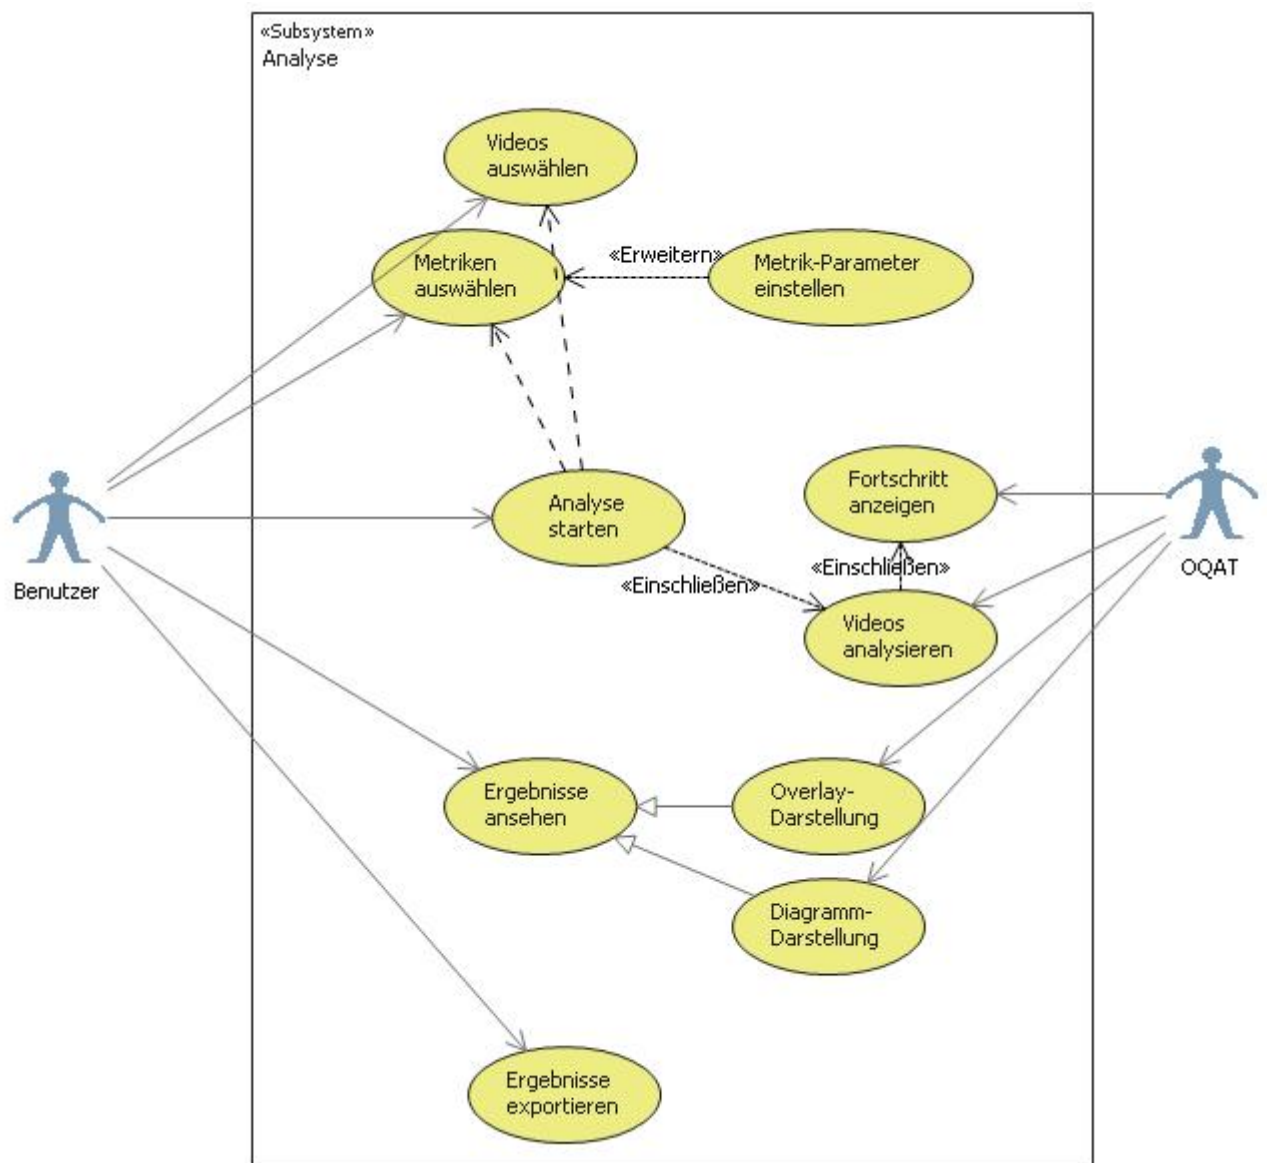 «Subsystem»
Analyse
Videos
auswählen
Metriken
auswählen
«Erweitern»
Metrik-Parameter
einstellen
Analyse
starten
Fortschritt
anzeigen
«Einschließen»
«Einschließen»
Videos
analysieren
Benutzer
OQAT
Ergebnisse
ansehen
Overlay-
Darstellung
Diagramm-
Darstellung
Ergebnisse
exportieren